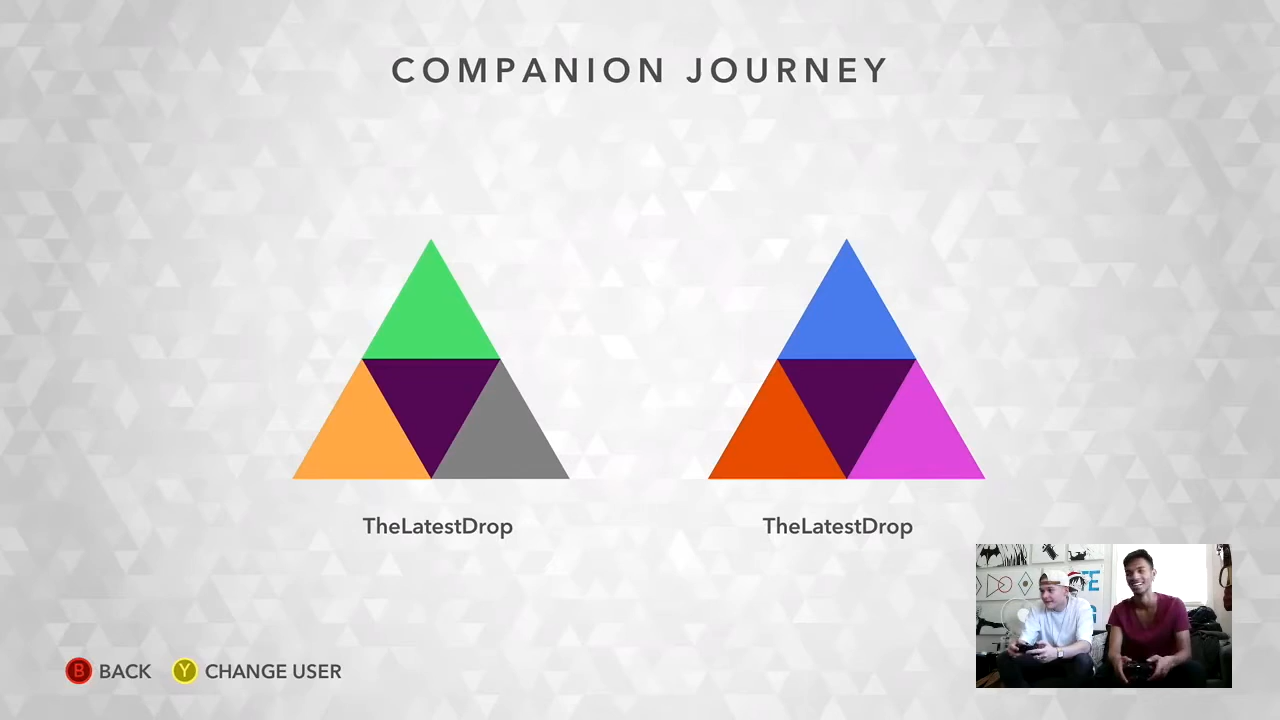 COMPANION JOURNEY
TheLatestDrop
TheLatestDrop
B BACK
Y CHANGE USER